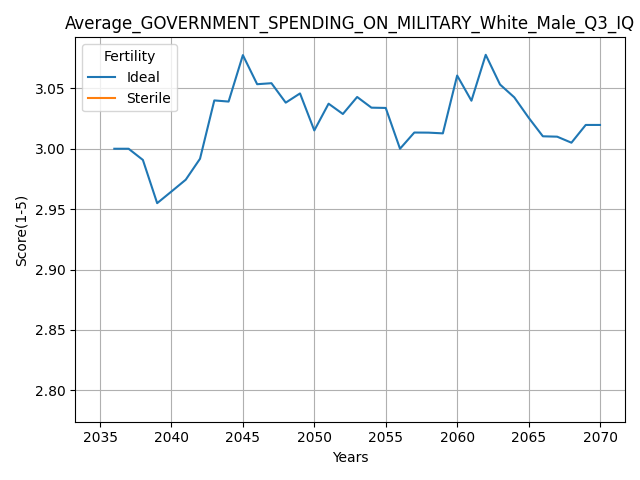 Average_GOVERNMENT_SPENDING_ON_MILITARY_White_Male_Q3_IQ
Fertility
Ideal
Sterile
3.05
3.00
2.95
2.90
2.85
2.80
Score(1-5)
2035 2040 2045 2050 2055 2060 2065 2070
Years